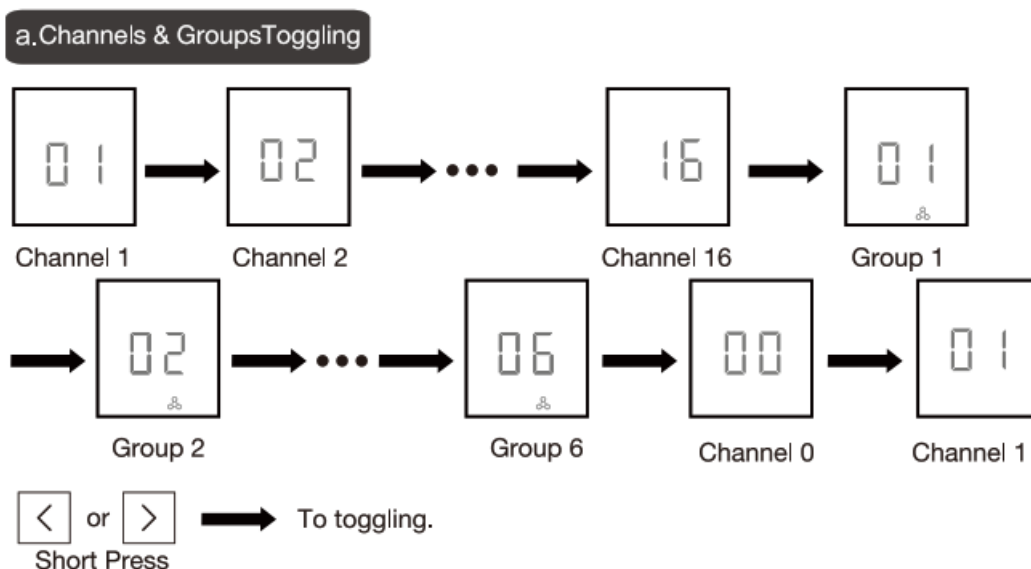 a.Channels & GroupsToggling
01 02 16 01
Channel 1 Channel 2 Channel 16 Group 1
02 06 00 01
Group 2 Group 6 Channel 0 Channel 1
< or > To toggling.
Short Press